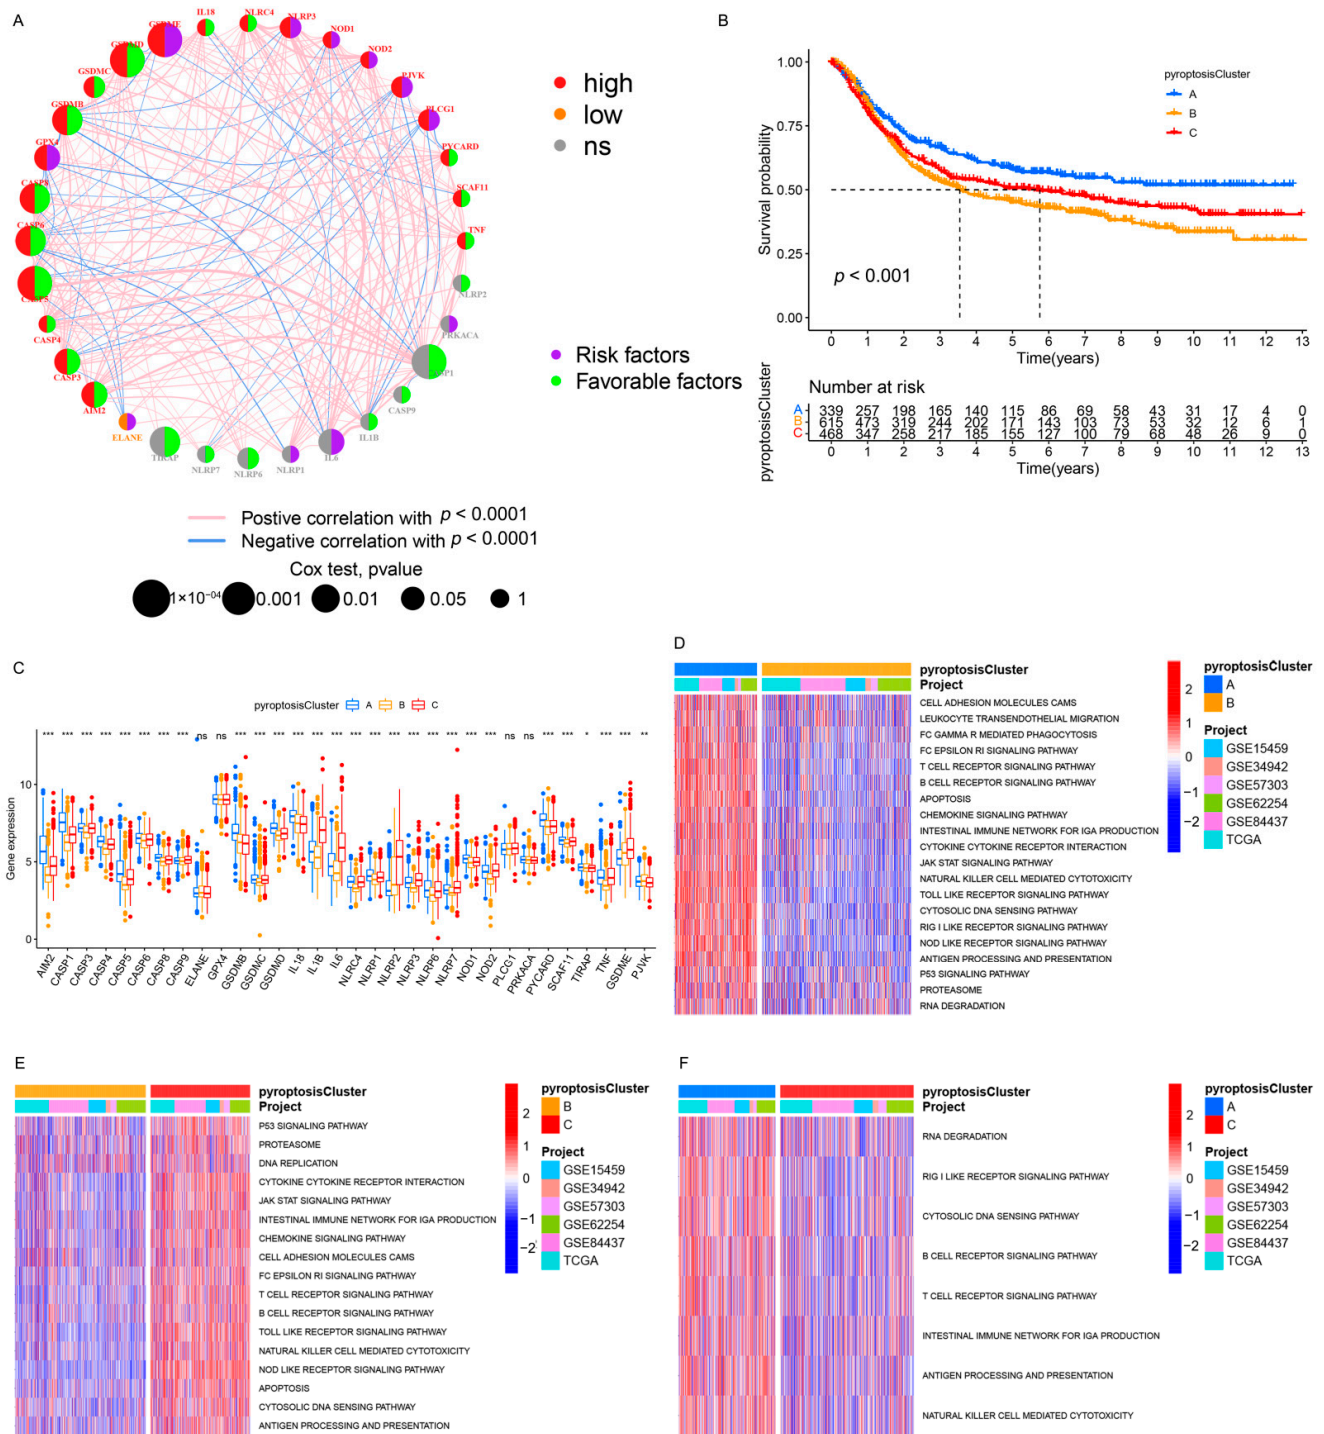 A
GSDME
IL18
NLRC4
NLRP3
NOD1
NOD2
PJVK
PLCG1
PYCARD
SCAF11
TNF
NLRP2
PRKACA
CASP9
IL1B
IL6
NLRP1
NLRP6
NLRP7
TIRAP
ELANE
AIM2
CASP3
CASP4
CASP5
CASP6
CASP8
GPX4
GSDMB
GSDMC
GSDMD
high
low
ns
Risk factors
Favorable factors
Postive correlation with p < 0.0001
Negative correlation with p < 0.0001
Cox test, pvalue
1×10⁻⁰⁴ 0.001 0.01 0.05 1
B
Survival probability
1.00
0.75
0.50
0.25
0.00
p < 0.001
pyroptosisCluster
A
B
C
0 1 2 3 4 5 6 7 8 9 10 11 12 13
Time(years)
Number at risk
pyroptosisCluster
A 339 257 198 165 140 115 86 69 58 43 31 17 4 0
B 615 473 319 244 202 171 143 103 73 53 34 19 6 1
C 468 347 258 217 185 155 127 100 79 68 48 26 9 0
0 1 2 3 4 5 6 7 8 9 10 11 12 13
Time(years)
C
pyroptosisCluster A B C
*** *** *** *** *** *** *** *** ns ns *** *** *** *** *** *** *** *** *** *** *** *** *** *** ns ns *** *** * *** *** **
Gene expression
10
5
0
AIM2 CASP1 CASP3 CASP4 CASP5 CASP6 CASP8 CASP9 ELANE GPX4 GSDMB GSDMC GSDMD IL18 IL1B IL6 NLRC4 NLRP1 NLRP2 NLRP3 NLRP6 NLRP7 NOD1 NOD2 PLCG1 PRKACA PYCARD SCAF11 TIRAP TNF GSDME PJVK
D
pyroptosisCluster
Project
CELL ADHESION MOLECULES CAMS
LEUKOCYTE TRANSENDOTHELIAL MIGRATION
FC GAMMA R MEDIATED PHAGOCYTOSIS
FC EPSILON RI SIGNALING PATHWAY
T CELL RECEPTOR SIGNALING PATHWAY
B CELL RECEPTOR SIGNALING PATHWAY
APOPTOSIS
CHEMOKINE SIGNALING PATHWAY
INTESTINAL IMMUNE NETWORK FOR IGA PRODUCTION
CYTOKINE CYTOKINE RECEPTOR INTERACTION
JAK STAT SIGNALING PATHWAY
NATURAL KILLER CELL MEDIATED CYTOTOXICITY
TOLL LIKE RECEPTOR SIGNALING PATHWAY
CYTOSOLIC DNA SENSING PATHWAY
RIG I LIKE RECEPTOR SIGNALING PATHWAY
NOD LIKE RECEPTOR SIGNALING PATHWAY
ANTIGEN PROCESSING AND PRESENTATION
P53 SIGNALING PATHWAY
PROTEASOME
RNA DEGRADATION
2
1
0
−1
−2
pyroptosisCluster
A
B
Project
GSE15459
GSE34942
GSE57303
GSE62254
GSE84437
TCGA
E
pyroptosisCluster
Project
P53 SIGNALING PATHWAY
PROTEASOME
DNA REPLICATION
CYTOKINE CYTOKINE RECEPTOR INTERACTION
JAK STAT SIGNALING PATHWAY
INTESTINAL IMMUNE NETWORK FOR IGA PRODUCTION
CHEMOKINE SIGNALING PATHWAY
CELL ADHESION MOLECULES CAMS
FC EPSILON RI SIGNALING PATHWAY
T CELL RECEPTOR SIGNALING PATHWAY
B CELL RECEPTOR SIGNALING PATHWAY
TOLL LIKE RECEPTOR SIGNALING PATHWAY
NATURAL KILLER CELL MEDIATED CYTOTOXICITY
NOD LIKE RECEPTOR SIGNALING PATHWAY
APOPTOSIS
CYTOSOLIC DNA SENSING PATHWAY
ANTIGEN PROCESSING AND PRESENTATION
2
1
0
−1
−2
pyroptosisCluster
B
C
Project
GSE15459
GSE34942
GSE57303
GSE62254
GSE84437
TCGA
F
pyroptosisCluster
Project
RNA DEGRADATION
RIG I LIKE RECEPTOR SIGNALING PATHWAY
CYTOSOLIC DNA SENSING PATHWAY
B CELL RECEPTOR SIGNALING PATHWAY
T CELL RECEPTOR SIGNALING PATHWAY
INTESTINAL IMMUNE NETWORK FOR IGA PRODUCTION
ANTIGEN PROCESSING AND PRESENTATION
NATURAL KILLER CELL MEDIATED CYTOTOXICITY
2
1
0
−1
−2
pyroptosisCluster
A
C
Project
GSE15459
GSE34942
GSE57303
GSE62254
GSE84437
TCGA